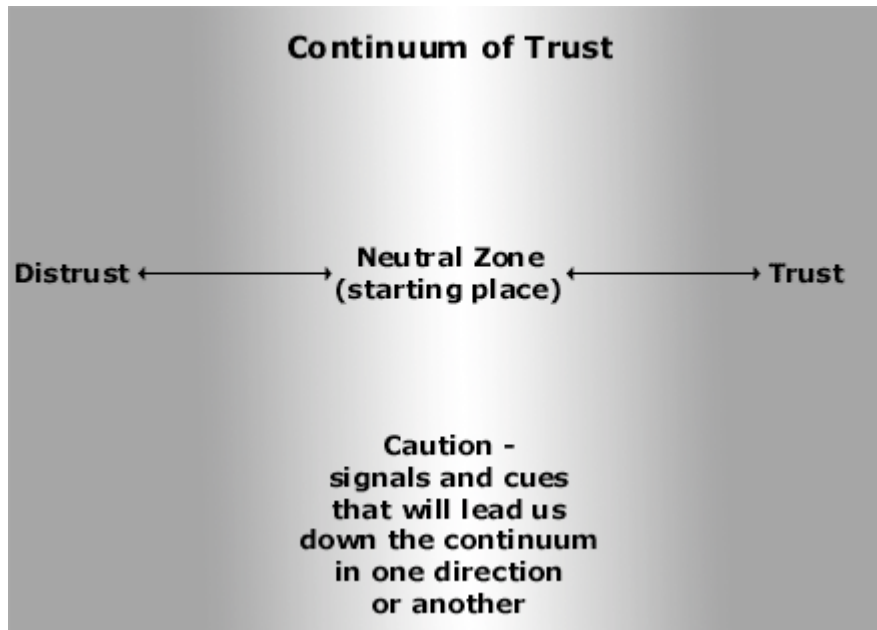 Continuum of Trust
Distrust
Neutral Zone
(starting place)
Trust
Caution -
signals and cues
that will lead us
down the continuum
in one direction
or another